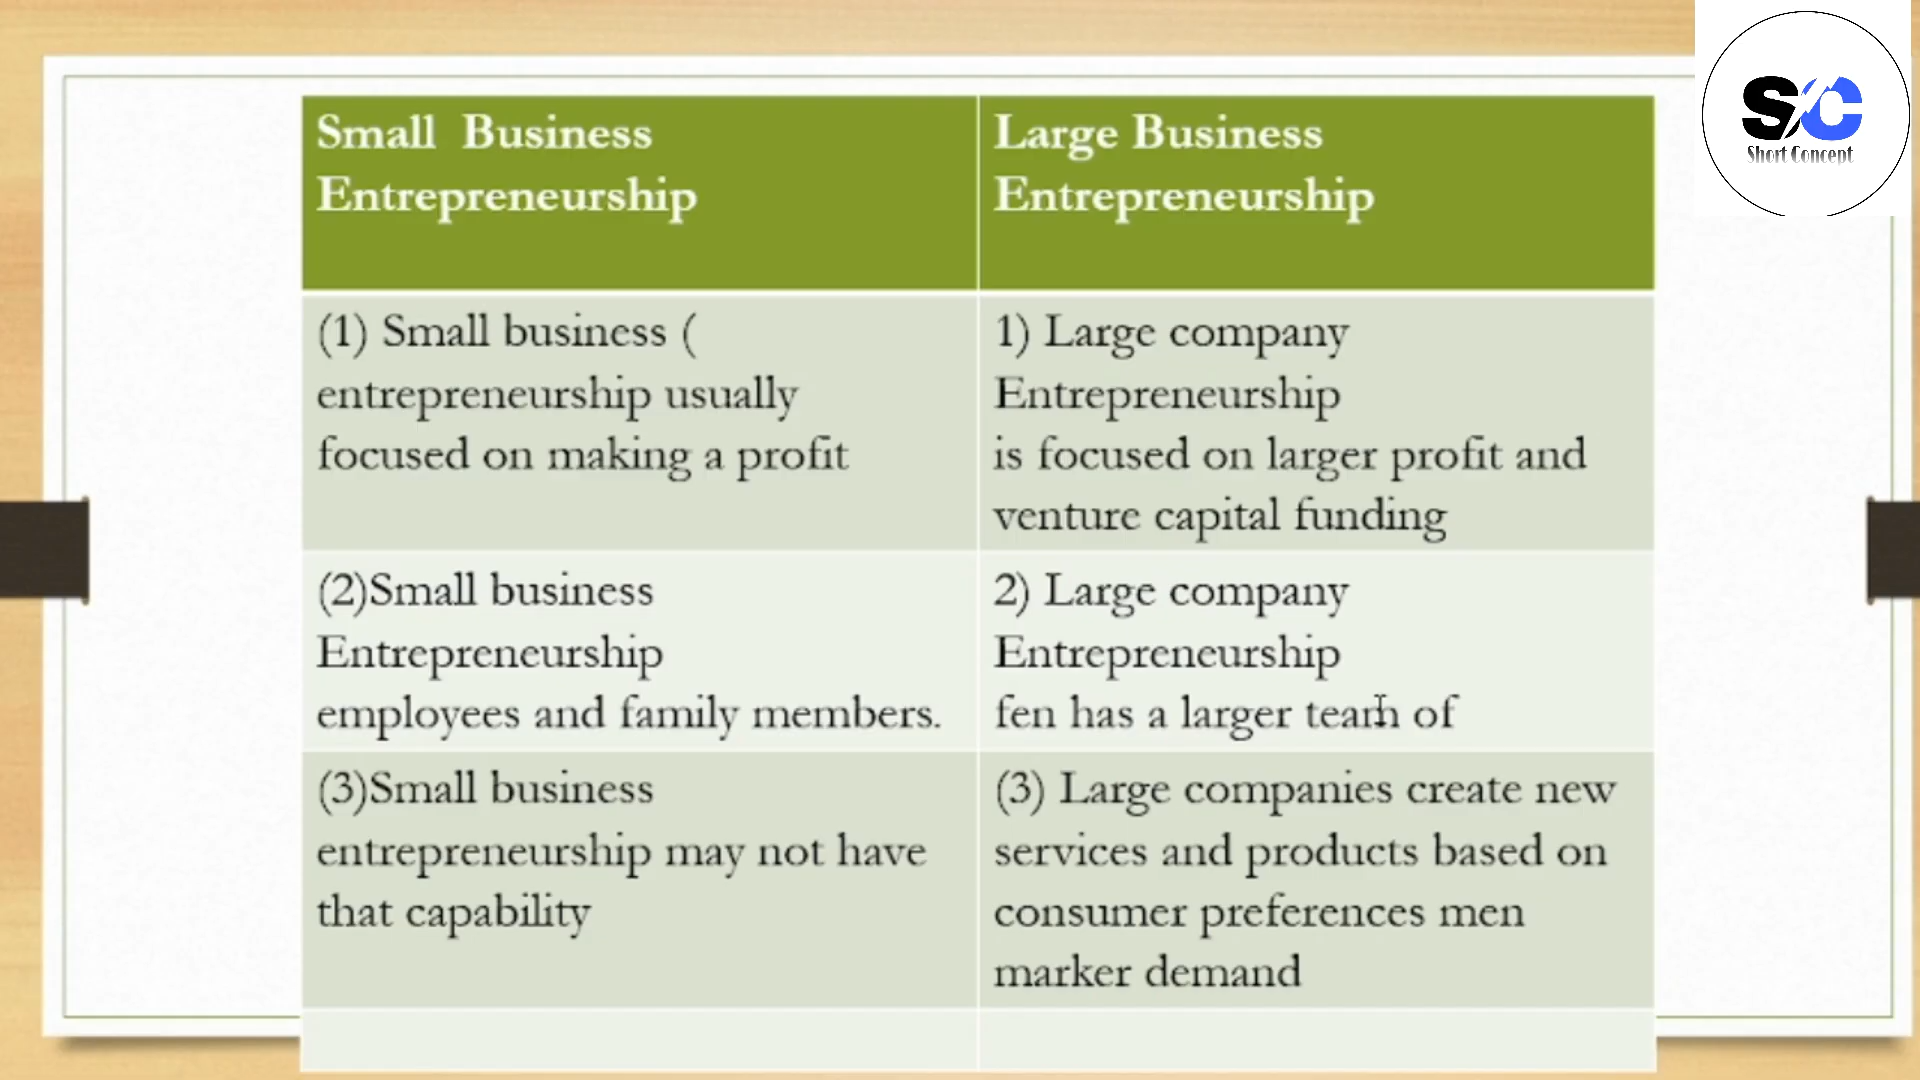 Small Business
Entrepreneurship
Large Business
Entrepreneurship
(1) Small business (
entrepreneurship usually
focused on making a profit
1) Large company
Entrepreneurship
is focused on larger profit and
venture capital funding
(2)Small business
Entrepreneurship
employees and family members.
2) Large company
Entrepreneurship
fen has a larger team of
(3)Small business
entrepreneurship may not have
that capability
(3) Large companies create new
services and products based on
consumer preferences men
marker demand
S/C
Short Concept